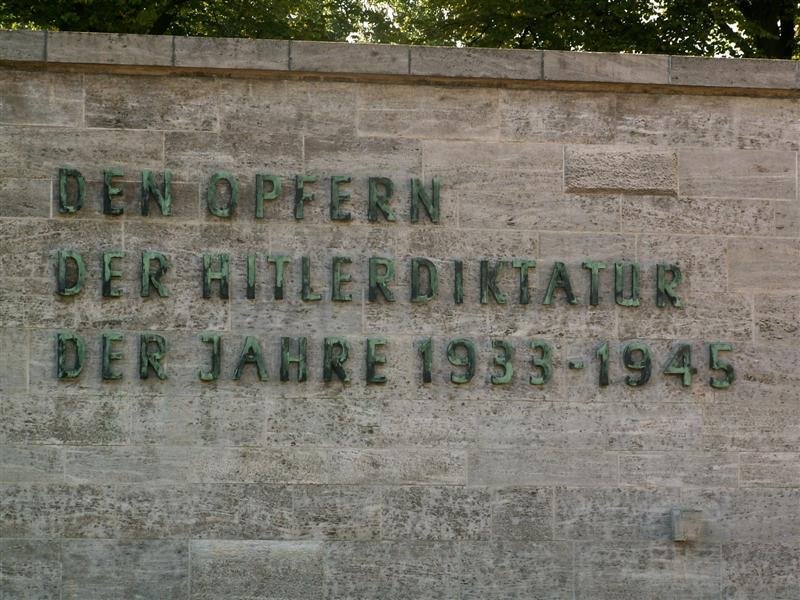 DEN OPFERN
DER HITLERDIKTATUR
DER JAHRE 1933-1945